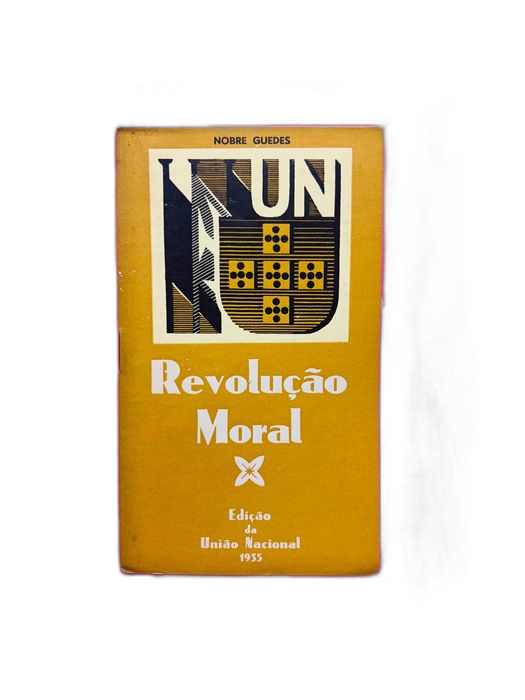 NOBRE GUEDES
UN
Revolução
Moral
Edição
da
União Nacional
1935